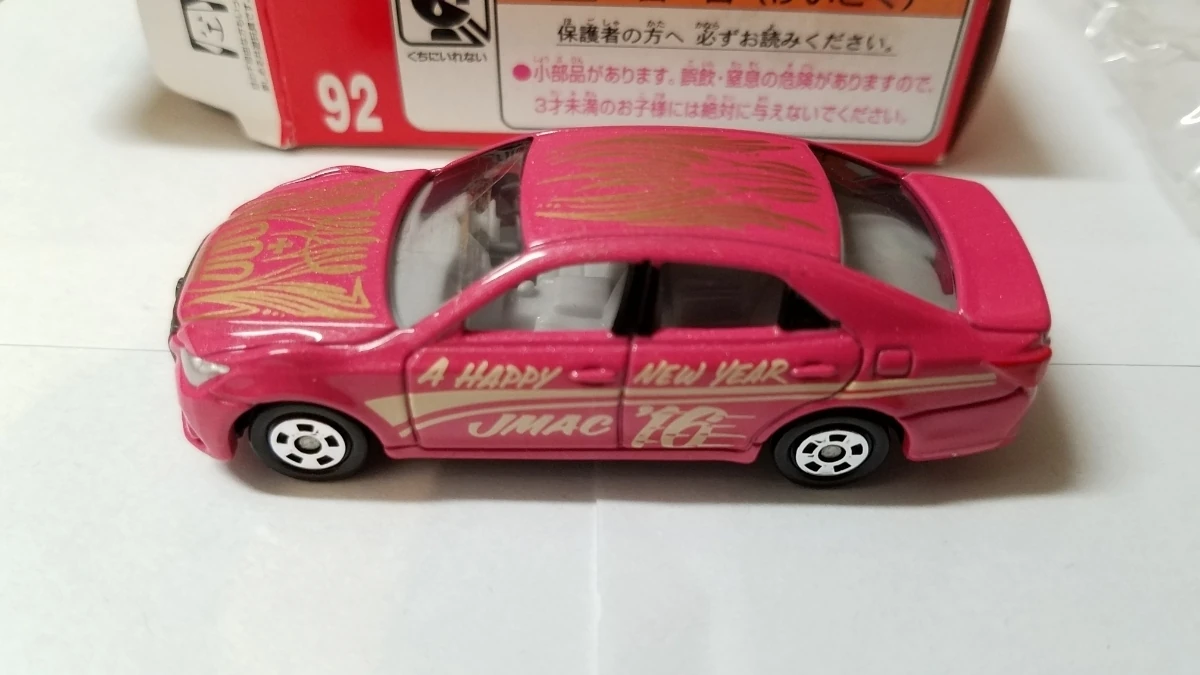 くちにいれない
92
保護者の方へ 必ずお読みください。
●小部品があります。誤飲・窒息の危険がありますので、
3才未満のお子様には絶対に与えないでください。
A HAPPY NEW YEAR
JMAC '16